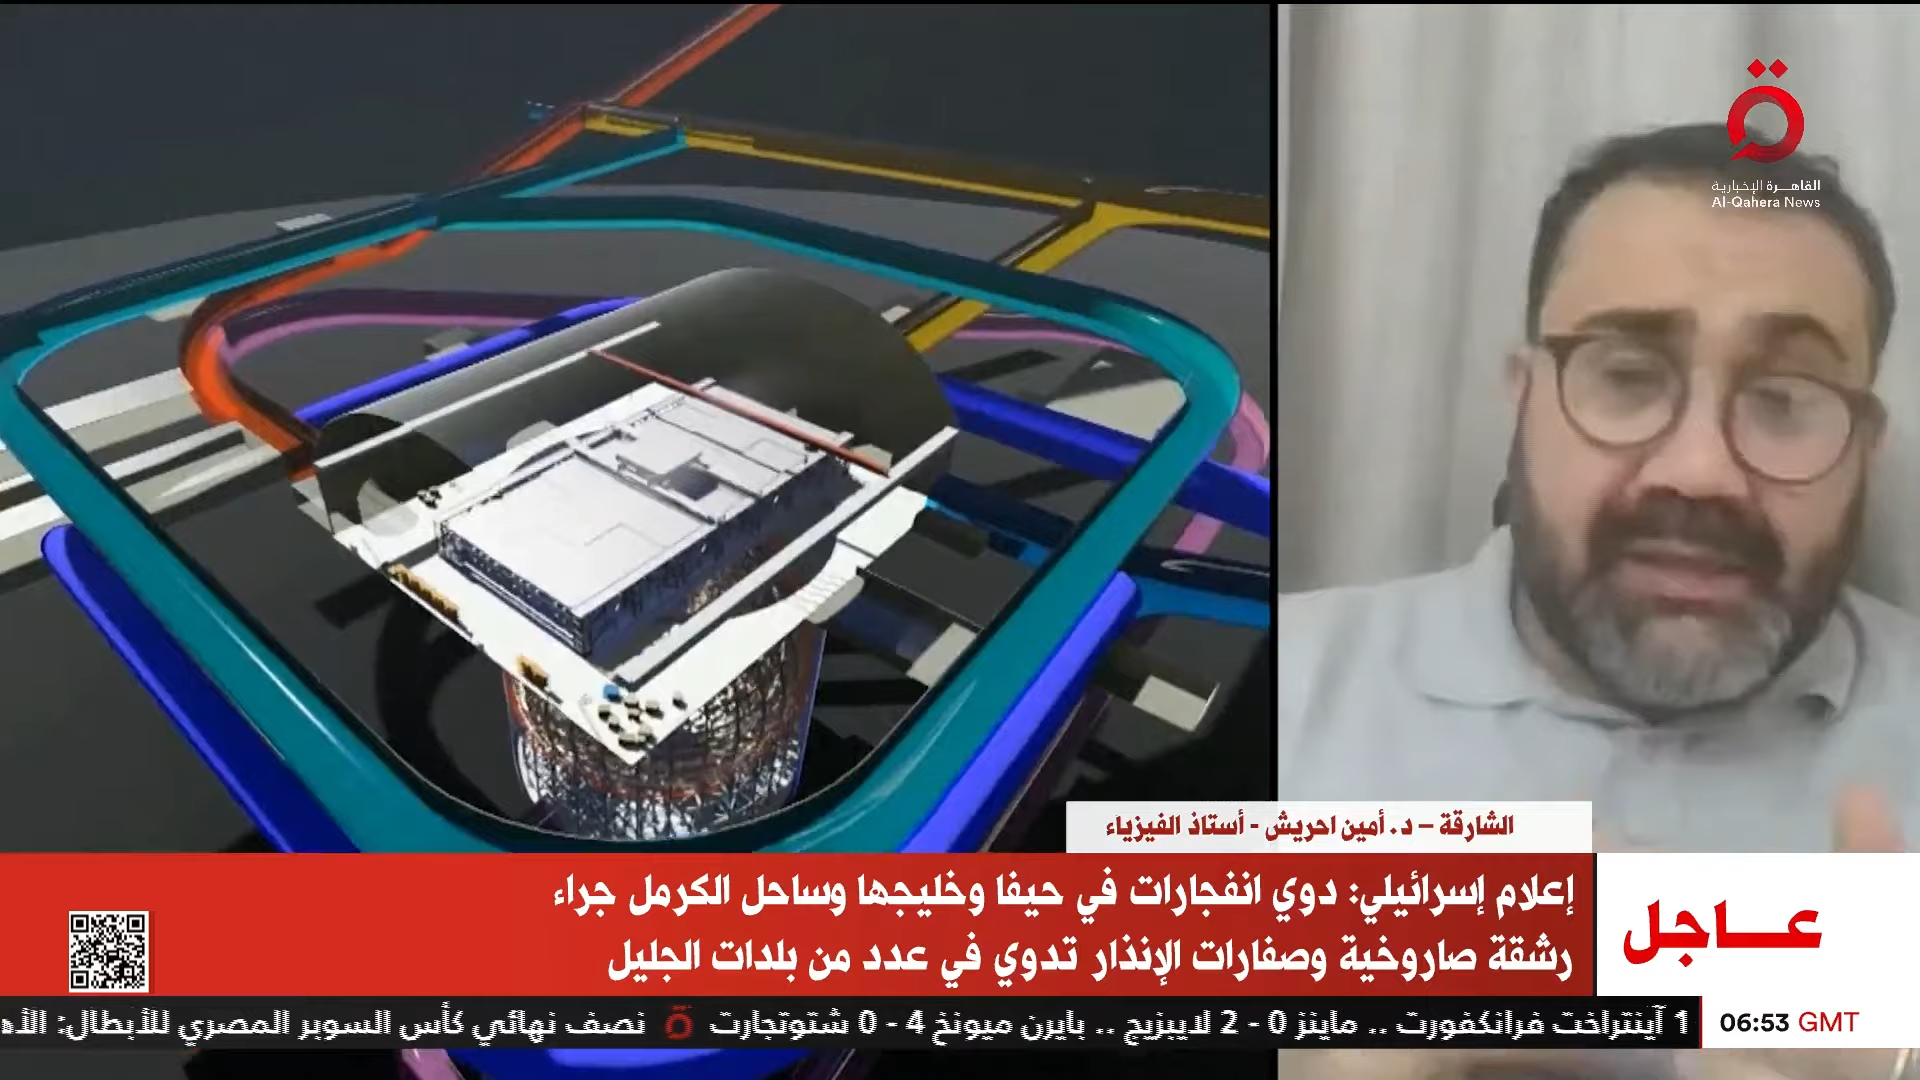 القاهرة الإخبارية
Al-Qahera News
الشارقة – د. أمين احريش - أستاذ الفيزياء
عاجل
إعلام إسرائيلي: دوي انفجارات في حيفا وخليجها وساحل الكرمل جراء
رشقة صاروخية وصفارات الإنذار تدوي في عدد من بلدات الجليل
1 آينتراخت فرانكفورت .. ماينز 0 - 2 لايبزيج .. بايرن ميونخ 4 - 0 شتوتجارت نصف نهائي كأس السوبر المصري للأبطال:
06:53 GMT